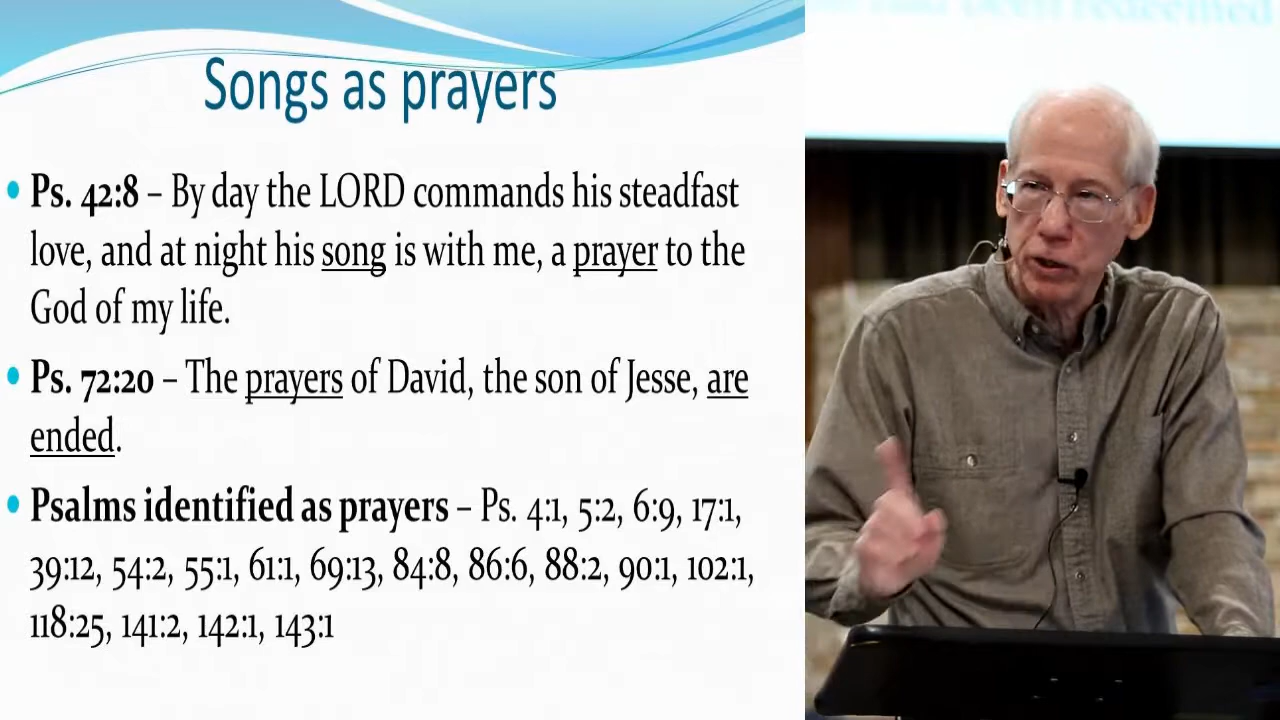 Songs as prayers
• Ps. 42:8 – By day the LORD commands his steadfast
love, and at night his song is with me, a prayer to the
God of my life.
• Ps. 72:20 – The prayers of David, the son of Jesse, are
ended.
• Psalms identified as prayers – Ps. 4:1, 5:2, 6:9, 17:1,
39:12, 54:2, 55:1, 61:1, 69:13, 84:8, 86:6, 88:2, 90:1, 102:1,
118:25, 141:2, 142:1, 143:1
been redeemed